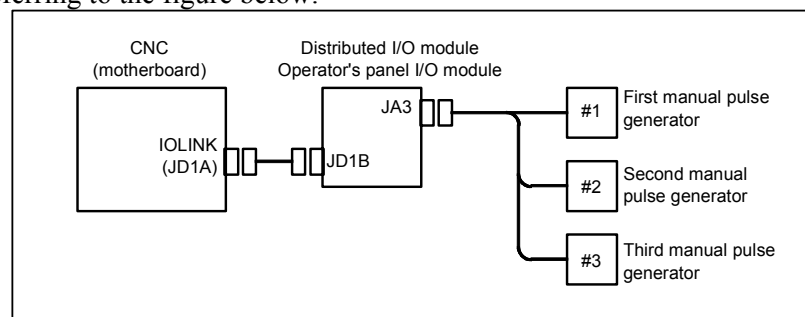 ferring to the figure below.
CNC
(motherboard)
Distributed I/O module
Operator's panel I/O module
IOLINK
(JD1A)
JD1B
JA3
#1
First manual pulse
generator
#2
Second manual
pulse generator
#3
Third manual pulse
generator